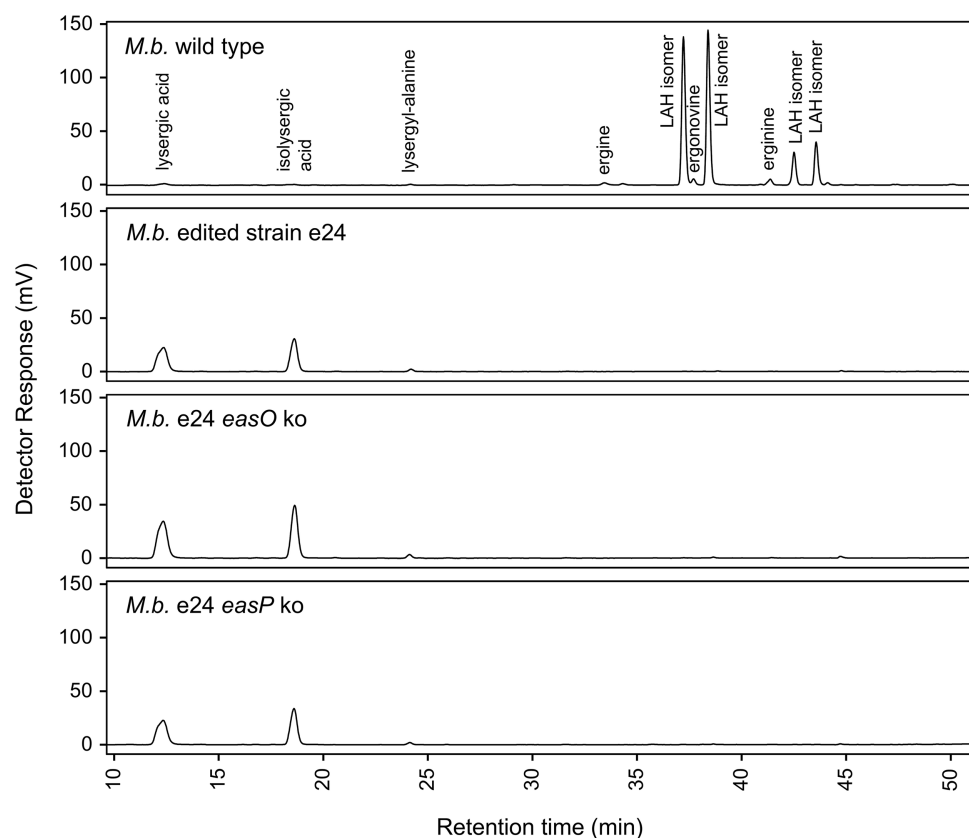 150
100
50
0
M.b. wild type
lysergic acid
isolysergic
acid
lysergyl-alanine
ergine
LAH isomer
ergonovine
LAH isomer
erginine
LAH isomer
LAH isomer
150
100
50
0
M.b. edited strain e24
150
100
50
0
M.b. e24 easO ko
150
100
50
0
M.b. e24 easP ko
Detector Response (mV)
10 15 20 25 30 35 40 45 50
Retention time (min)